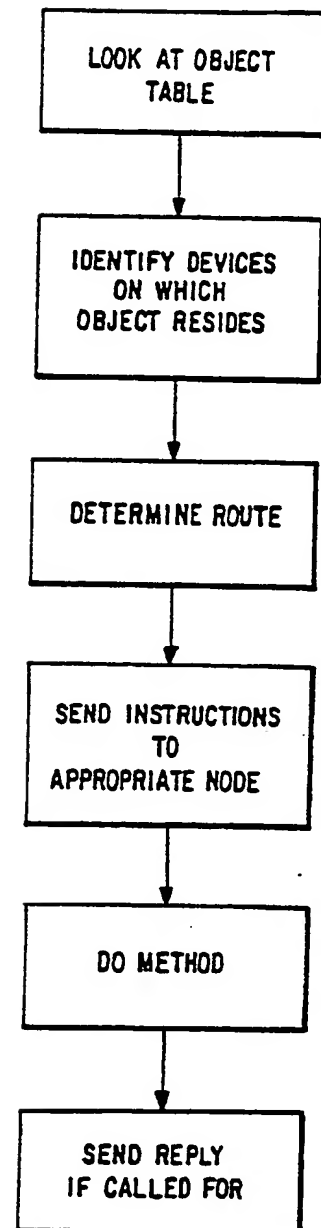 LOOK AT OBJECT
TABLE
IDENTIFY DEVICES
ON WHICH
OBJECT RESIDES
DETERMINE ROUTE
SEND INSTRUCTIONS
TO
APPROPRIATE NODE
DO METHOD
SEND REPLY
IF CALLED FOR